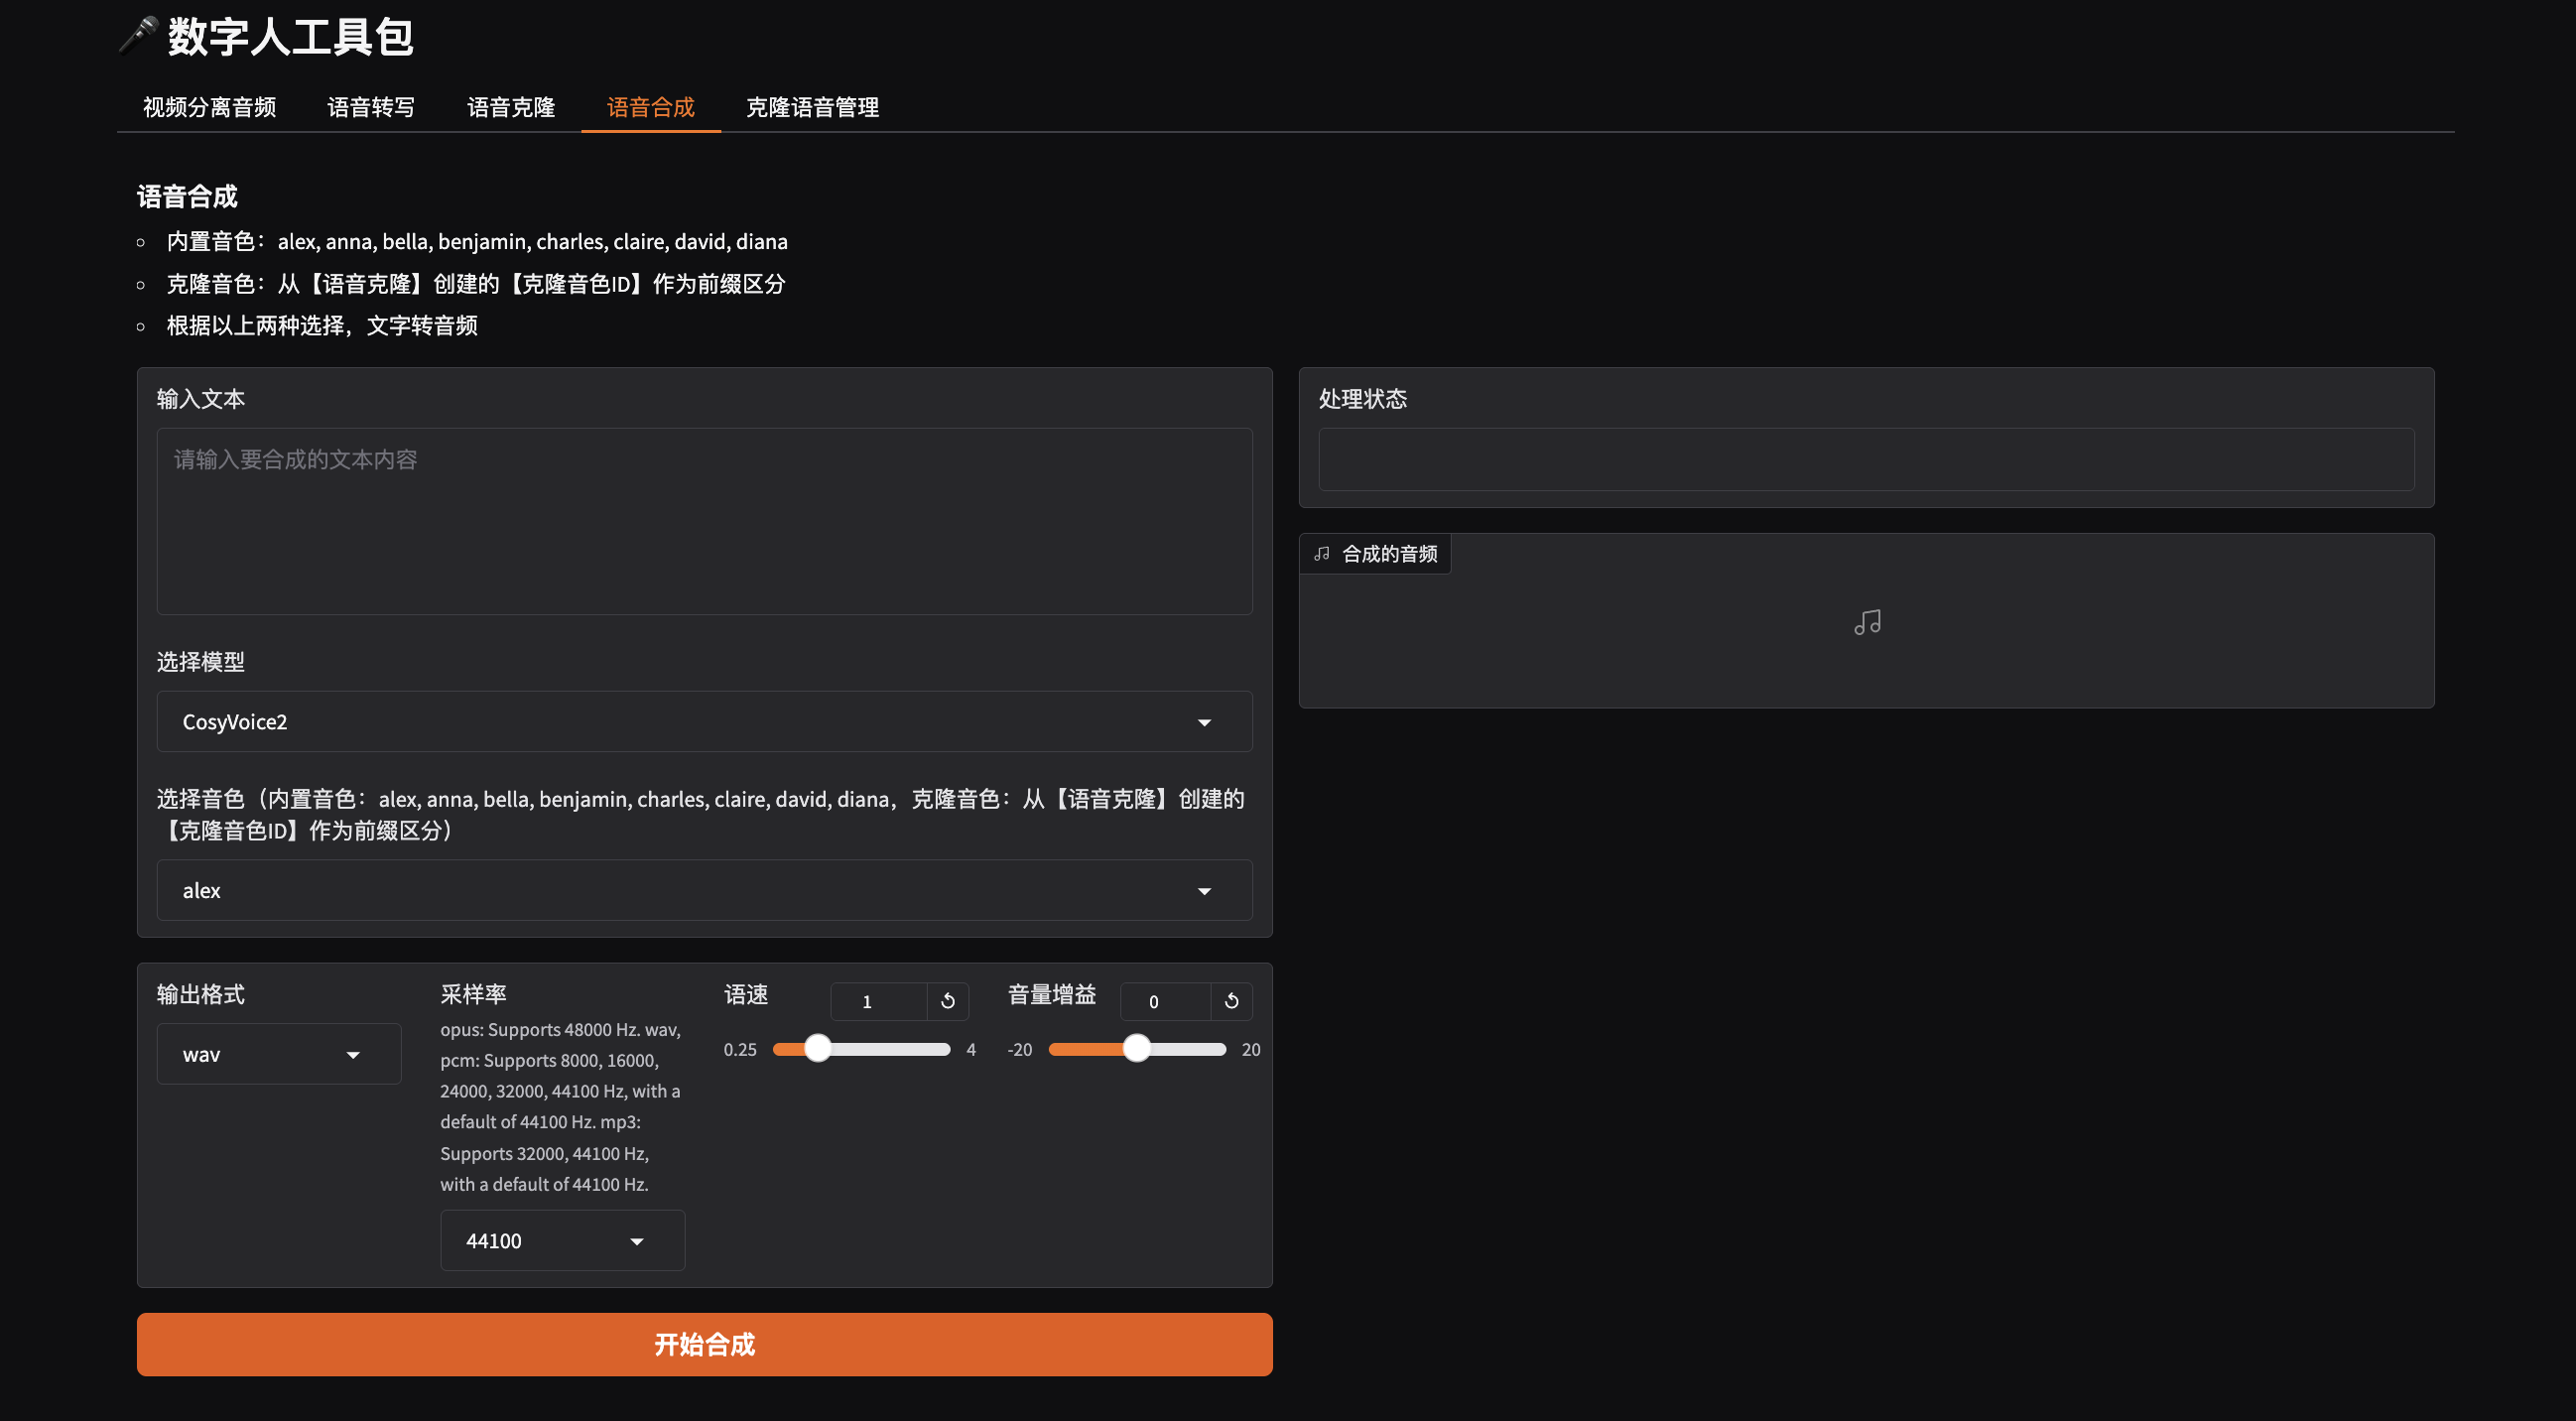 数字人工具包
视频分离音频 语音转写 语音克隆 语音合成 克隆语音管理
语音合成
内置音色：alex, anna, bella, benjamin, charles, claire, david, diana
克隆音色：从【语音克隆】创建的【克隆音色ID】作为前缀区分
根据以上两种选择，文字转音频
输入文本
请输入要合成的文本内容
选择模型
CosyVoice2
选择音色（内置音色：alex, anna, bella, benjamin, charles, claire, david, diana，克隆音色：从【语音克隆】创建的
【克隆音色ID】作为前缀区分）
alex
输出格式
wav
采样率
opus: Supports 48000 Hz. wav,
pcm: Supports 8000, 16000,
24000, 32000, 44100 Hz, with a
default of 44100 Hz. mp3:
Supports 32000, 44100 Hz,
with a default of 44100 Hz.
44100
语速 1
0.25 4
音量增益 0
-20 20
开始合成
处理状态
合成的音频